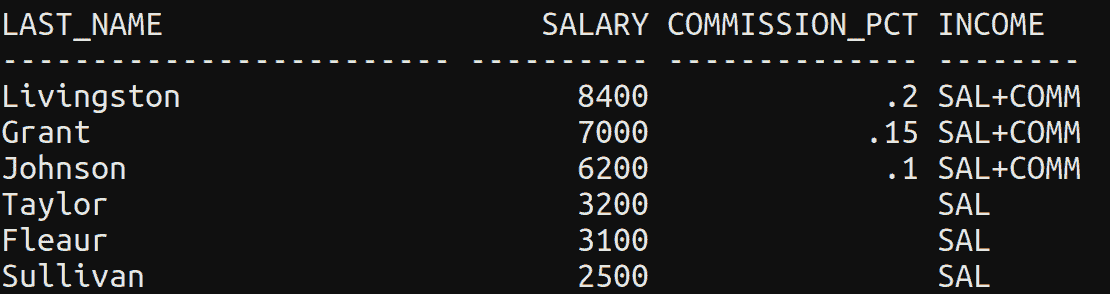 LAST_NAME                     SALARY COMMISSION_PCT INCOME
------------------------- ---------- -------------- --------
Livingston                      8400             .2 SAL+COMM
Grant                           7000            .15 SAL+COMM
Johnson                         6200             .1 SAL+COMM
Taylor                          3200                SAL
Fleaur                          3100                SAL
Sullivan                        2500                SAL